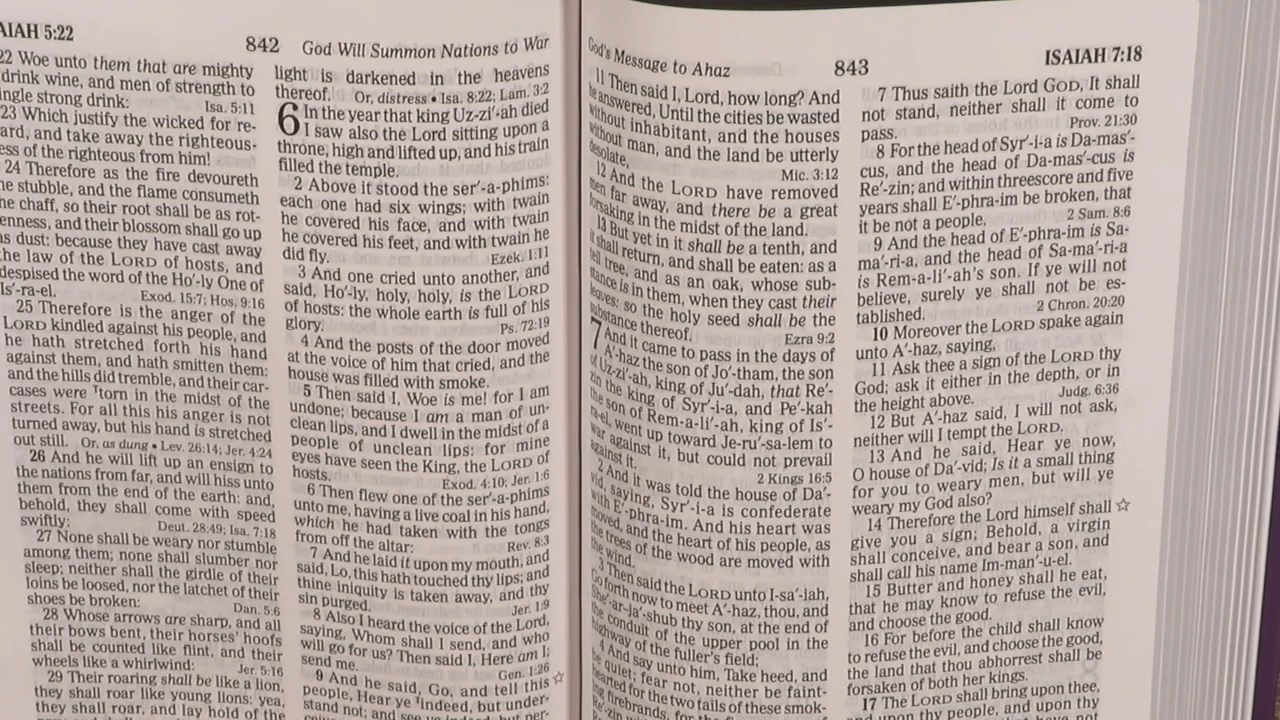 AIAH 5:22
842
God Will Summon Nations to War
22 Woe unto them that are mighty
drink wine, and men of strength to
ingle strong drink: Isa. 5:11
23 Which justify the wicked for re-
ard, and take away the righteous-
ess of the righteous from him!
24 Therefore as the fire devoureth
he stubble, and the flame consumeth
he chaff, so their root shall be as rot-
enness, and their blossom shall go up
as dust: because they have cast away
the law of the LORD of hosts, and
despised the word of the Ho′-ly One of
Is′-ra-el. Exod. 15:7; Hos. 9:16
25 Therefore is the anger of the
LORD kindled against his people, and
he hath stretched forth his hand
against them, and hath smitten them:
and the hills did tremble, and their car-
cases were †torn in the midst of the
streets. For all this his anger is not
turned away, but his hand is stretched
out still. Or, as dung • Lev. 26:14; Jer. 4:24
26 And he will lift up an ensign to
the nations from far, and will hiss unto
them from the end of the earth: and,
behold, they shall come with speed
swiftly: Deut. 28:49; Isa. 7:18
27 None shall be weary nor stumble
among them; none shall slumber nor
sleep; neither shall the girdle of their
loins be loosed, nor the latchet of their
shoes be broken: Dan. 5:6
28 Whose arrows are sharp, and all
their bows bent, their horses' hoofs
shall be counted like flint, and their
wheels like a whirlwind: Jer. 5:16
29 Their roaring shall be like a lion,
they shall roar like young lions: yea,
they shall roar, and lay hold of the
light is darkened in the heavens
thereof. Or, distress • Isa. 8:22; Lam. 3:2
6 In the year that king Uz-zi′-ah died
I saw also the Lord sitting upon a
throne, high and lifted up, and his train
filled the temple.
2 Above it stood the ser′-a-phims:
each one had six wings; with twain
he covered his face, and with twain
he covered his feet, and with twain he
did fly. Ezek. 1:11
3 And one cried unto another, and
said, Ho′-ly, holy, holy, is the LORD
of hosts: the whole earth is full of his
glory. Ps. 72:19
4 And the posts of the door moved
at the voice of him that cried, and the
house was filled with smoke.
5 Then said I, Woe is me! for I am
undone; because I am a man of un-
clean lips, and I dwell in the midst of a
people of unclean lips: for mine
eyes have seen the King, the LORD of
hosts. Exod. 4:10; Jer. 1:6
6 Then flew one of the ser′-a-phims
unto me, having a live coal in his hand,
which he had taken with the tongs
from off the altar: Rev. 8:3
7 And he laid it upon my mouth, and
said, Lo, this hath touched thy lips; and
thine iniquity is taken away, and thy
sin purged. Jer. 1:9
8 Also I heard the voice of the Lord,
saying, Whom shall I send, and who
will go for us? Then said I, Here am I;
send me. Gen. 1:26
9 And he said, Go, and tell this ☆
people, Hear ye †indeed, but under-
stand not; and see ye indeed, but per-
God's Message to Ahaz
843
ISAIAH 7:18
11 Then said I, Lord, how long? And
he answered, Until the cities be wasted
without inhabitant, and the houses
without man, and the land be utterly
desolate, Mic. 3:12
12 And the LORD have removed
men far away, and there be a great
forsaking in the midst of the land.
13 But yet in it shall be a tenth, and
it shall return, and shall be eaten: as a
teil tree, and as an oak, whose sub-
stance is in them, when they cast their
leaves: so the holy seed shall be the
substance thereof. Ezra 9:2
7 And it came to pass in the days of
A′-haz the son of Jo′-tham, the son
of Uz-zi′-ah, king of Ju′-dah, that Re′-
zin the king of Syr′-i-a, and Pe′-kah
the son of Rem-a-li′-ah, king of Is′-
ra-el, went up toward Je-ru′-sa-lem to
war against it, but could not prevail
against it. 2 Kings 16:5
2 And it was told the house of Da′-
vid, saying, Syr′-i-a is confederate
with E′-phra-im. And his heart was
moved, and the heart of his people, as
the trees of the wood are moved with
the wind.
3 Then said the LORD unto I-sa′-iah,
Go forth now to meet A′-haz, thou, and
She′-ar-ja′-shub thy son, at the end of
the conduit of the upper pool in the
highway of the fuller's field;
4 And say unto him, Take heed, and
be quiet; fear not, neither be faint-
hearted for the two tails of these smok-
ing firebrands, for the
7 Thus saith the Lord GOD, It shall
not stand, neither shall it come to
pass. Prov. 21:30
8 For the head of Syr′-i-a is Da-mas′-
cus, and the head of Da-mas′-cus is
Re′-zin; and within threescore and five
years shall E′-phra-im be broken, that
it be not a people. 2 Sam. 8:6
9 And the head of E′-phra-im is Sa-
ma′-ri-a, and the head of Sa-ma′-ri-a
is Rem-a-li′-ah's son. If ye will not
believe, surely ye shall not be es-
tablished. 2 Chron. 20:20
10 Moreover the LORD spake again
unto A′-haz, saying,
11 Ask thee a sign of the LORD thy
God; ask it either in the depth, or in
the height above. Judg. 6:36
12 But A′-haz said, I will not ask,
neither will I tempt the LORD.
13 And he said, Hear ye now,
O house of Da′-vid; Is it a small thing
for you to weary men, but will ye
weary my God also?
14 Therefore the Lord himself shall ☆
give you a sign; Behold, a virgin
shall conceive, and bear a son, and
shall call his name Im-man′-u-el.
15 Butter and honey shall he eat,
that he may know to refuse the evil,
and choose the good.
16 For before the child shall know
to refuse the evil, and choose the good,
the land that thou abhorrest shall be
forsaken of both her kings.
17 The LORD shall bring upon thee,
and upon thy people, and upon thy